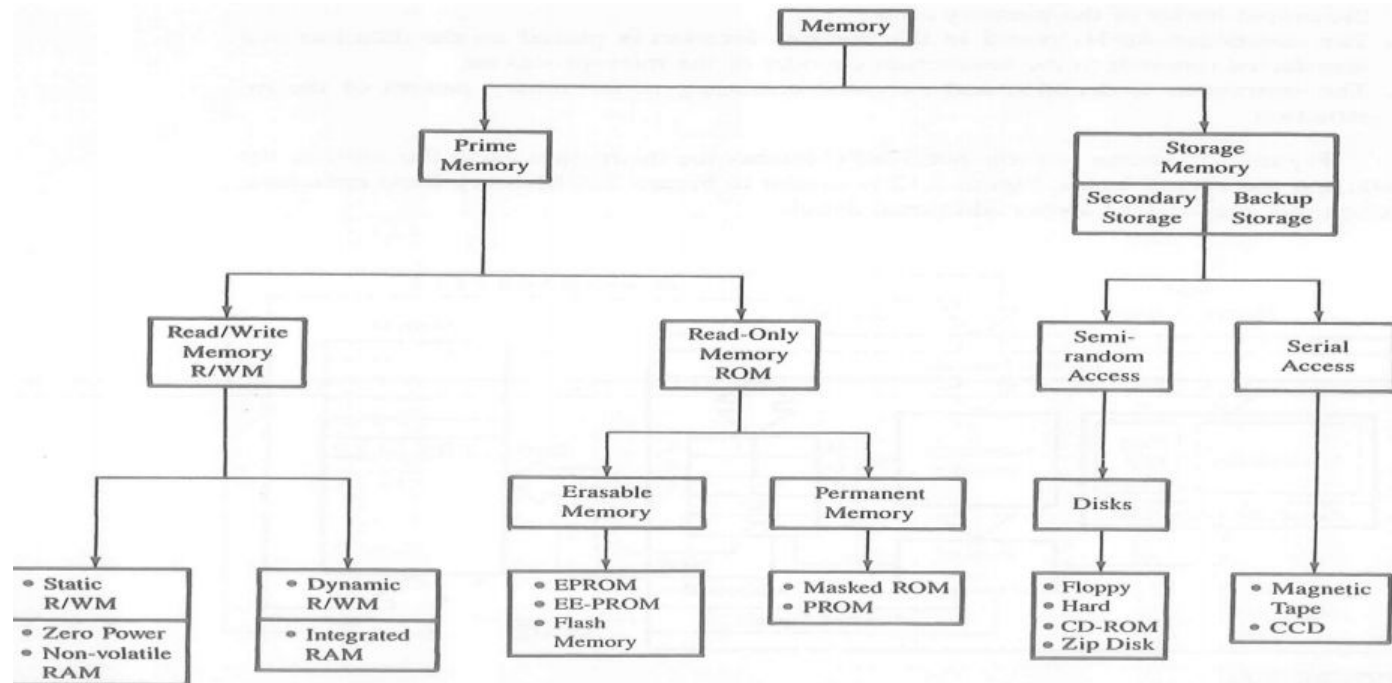 Memory
Prime
Memory
Storage
Memory
Secondary
Storage
Backup
Storage
Read/Write
Memory
R/WM
Read-Only
Memory
ROM
Semi-
random
Access
Serial
Access
Erasable
Memory
Permanent
Memory
Disks
• Static
R/WM
• Zero Power
• Non-volatile
RAM
• Dynamic
R/WM
• Integrated
RAM
• EPROM
• EE-PROM
• Flash
Memory
• Masked ROM
• PROM
• Floppy
• Hard
• CD-ROM
• Zip Disk
• Magnetic
Tape
• CCD